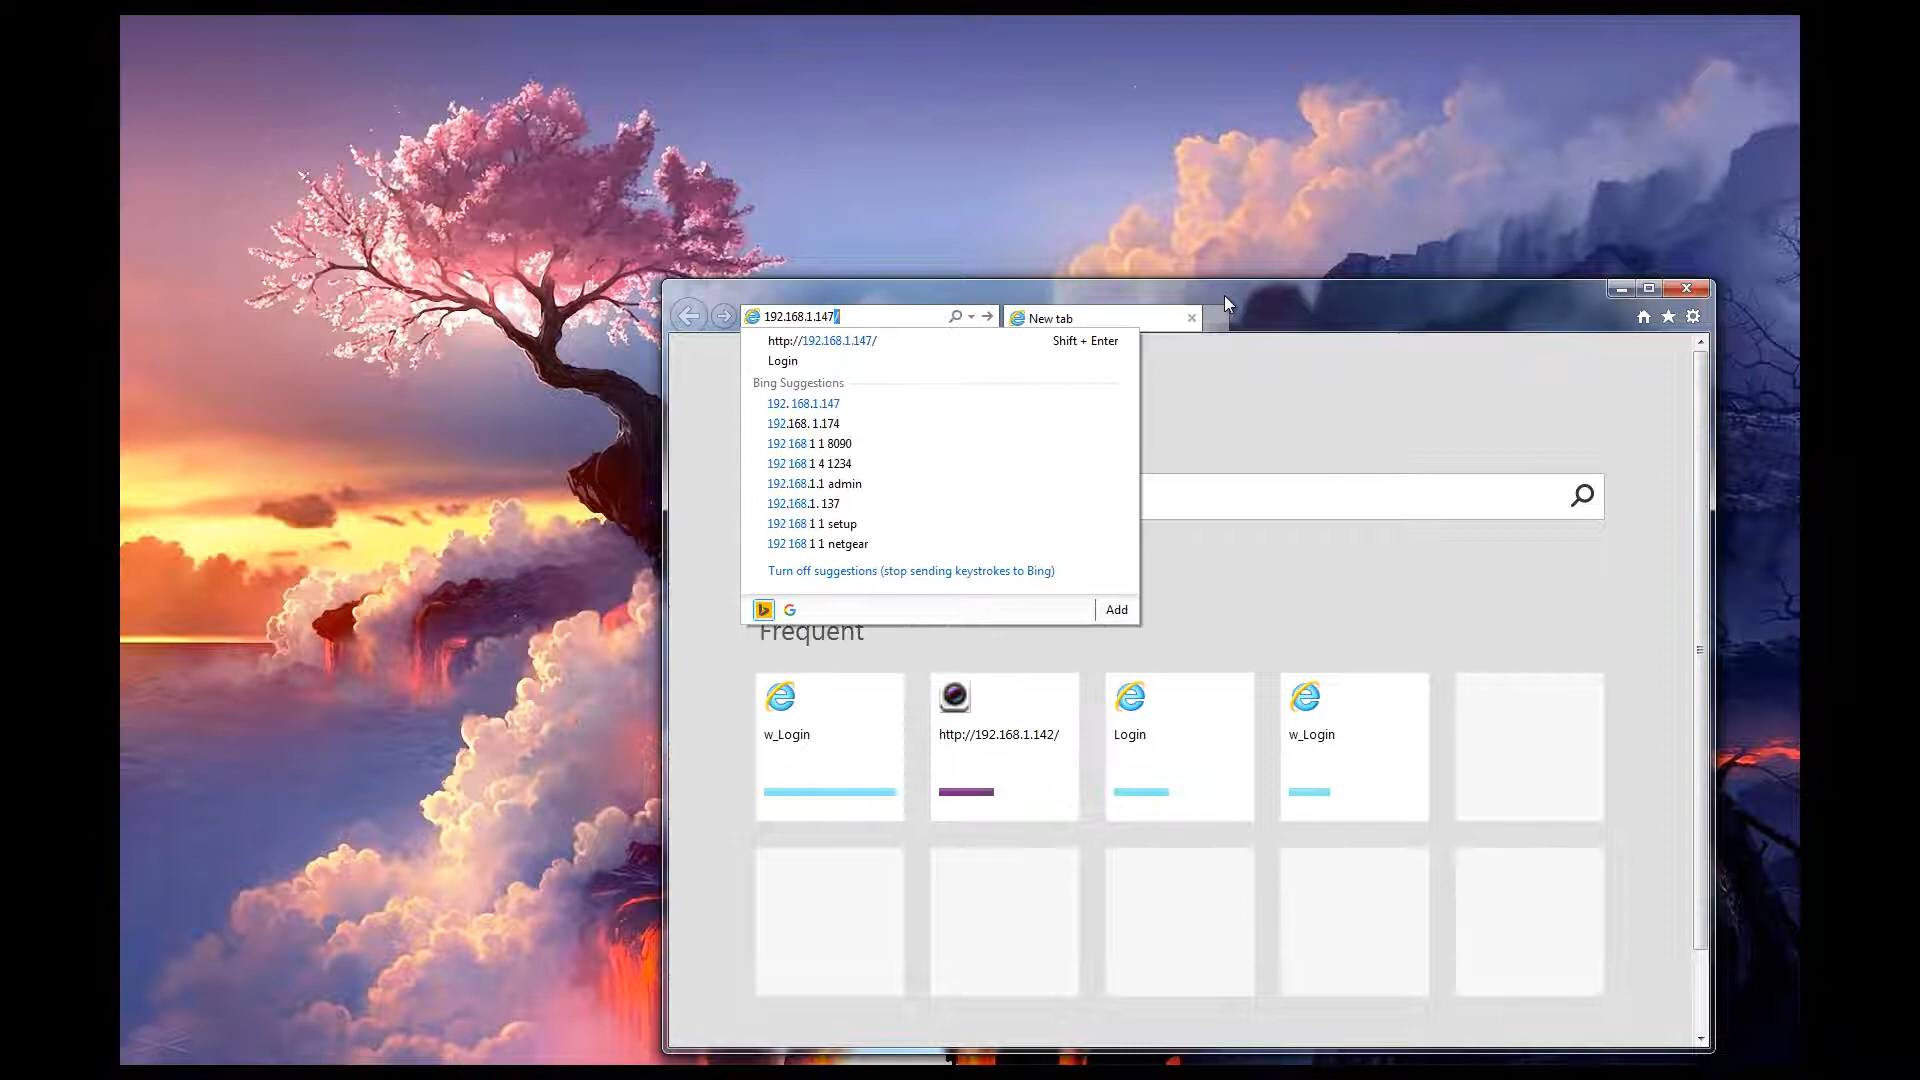 192.168.1.147/
New tab
http://192.168.1.147/ Shift + Enter
Login
Bing Suggestions
192. 168.1.147
192.168. 1.174
192 168 1 1 8090
192 168 1 4 1234
192.168.1.1 admin
192.168.1. 137
192 168 1 1 setup
192 168 1 1 netgear
Turn off suggestions (stop sending keystrokes to Bing)
Add
Frequent
w_Login
http://192.168.1.142/
Login
w_Login